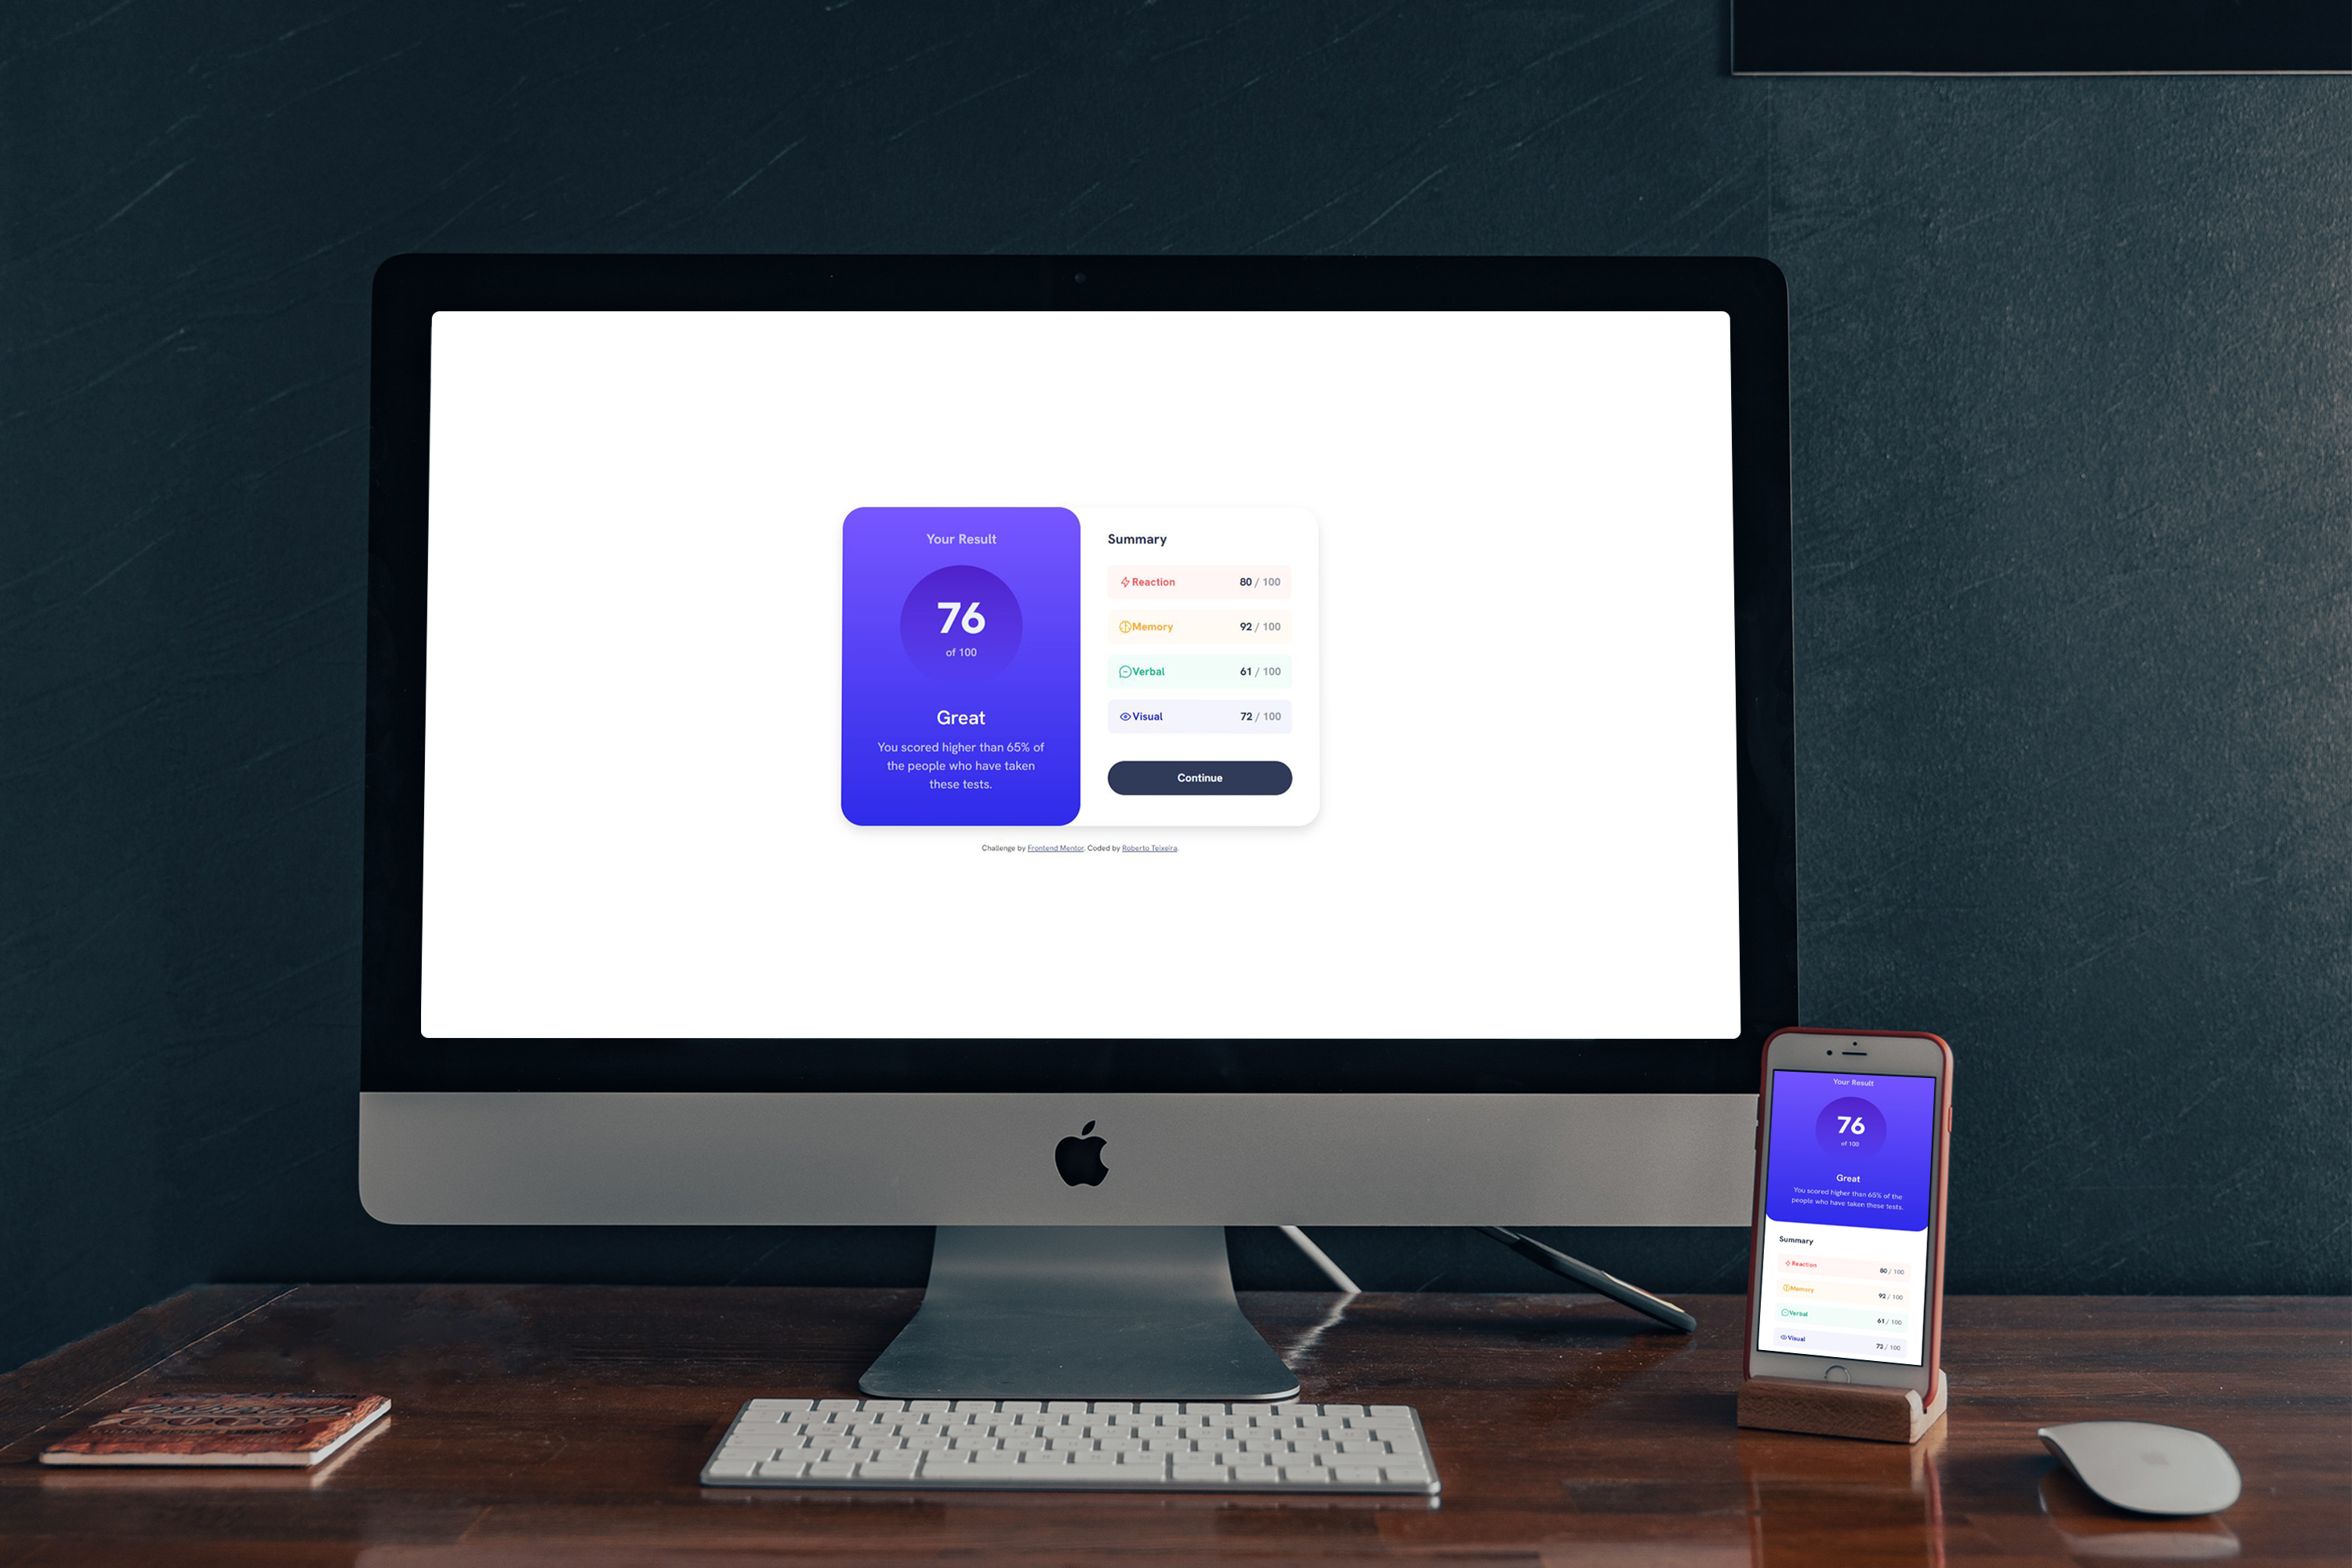 Your Result
76
of 100
Great
You scored higher than 65% of
the people who have taken
these tests.
Summary
Reaction 80 / 100
Memory 92 / 100
Verbal 61 / 100
Visual 72 / 100
Continue
Challenge by Frontend Mentor. Coded by Roberto Teixeira.
Your Result
76
of 100
Great
You scored higher than 65% of the
people who have taken these tests.
Summary
Reaction 80 / 100
Memory 92 / 100
Verbal 61 / 100
Visual 72 / 100